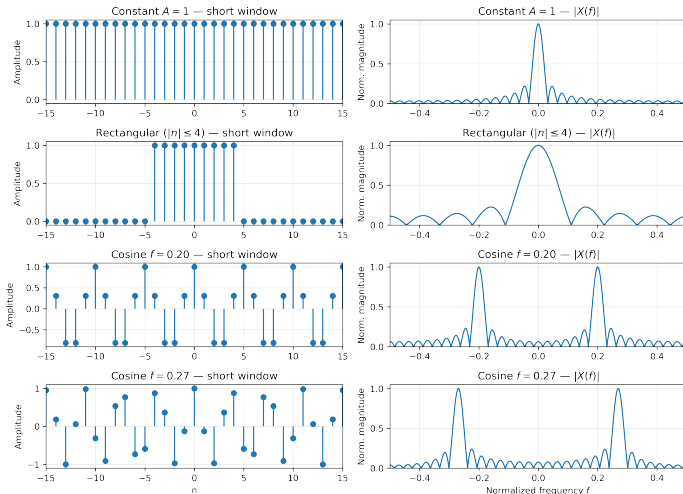 Constant A = 1 — short window
Amplitude
1.0
0.5
0.0
−15 −10 −5 0 5 10 15
Constant A = 1 — |X(f)|
Norm. magnitude
1.0
0.5
0.0
−0.4 −0.2 0.0 0.2 0.4
Rectangular (|n| ≤ 4) — short window
Amplitude
1.0
0.5
0.0
−15 −10 −5 0 5 10 15
Rectangular (|n| ≤ 4) — |X(f)|
Norm. magnitude
1.0
0.5
0.0
−0.4 −0.2 0.0 0.2 0.4
Cosine f = 0.20 — short window
Amplitude
1.0
0.5
0.0
−0.5
−15 −10 −5 0 5 10 15
Cosine f = 0.20 — |X(f)|
Norm. magnitude
1.0
0.5
0.0
−0.4 −0.2 0.0 0.2 0.4
Cosine f = 0.27 — short window
Amplitude
1
0
−1
−15 −10 −5 0 5 10 15
n
Cosine f = 0.27 — |X(f)|
Norm. magnitude
1.0
0.5
0.0
−0.4 −0.2 0.0 0.2 0.4
Normalized frequency f